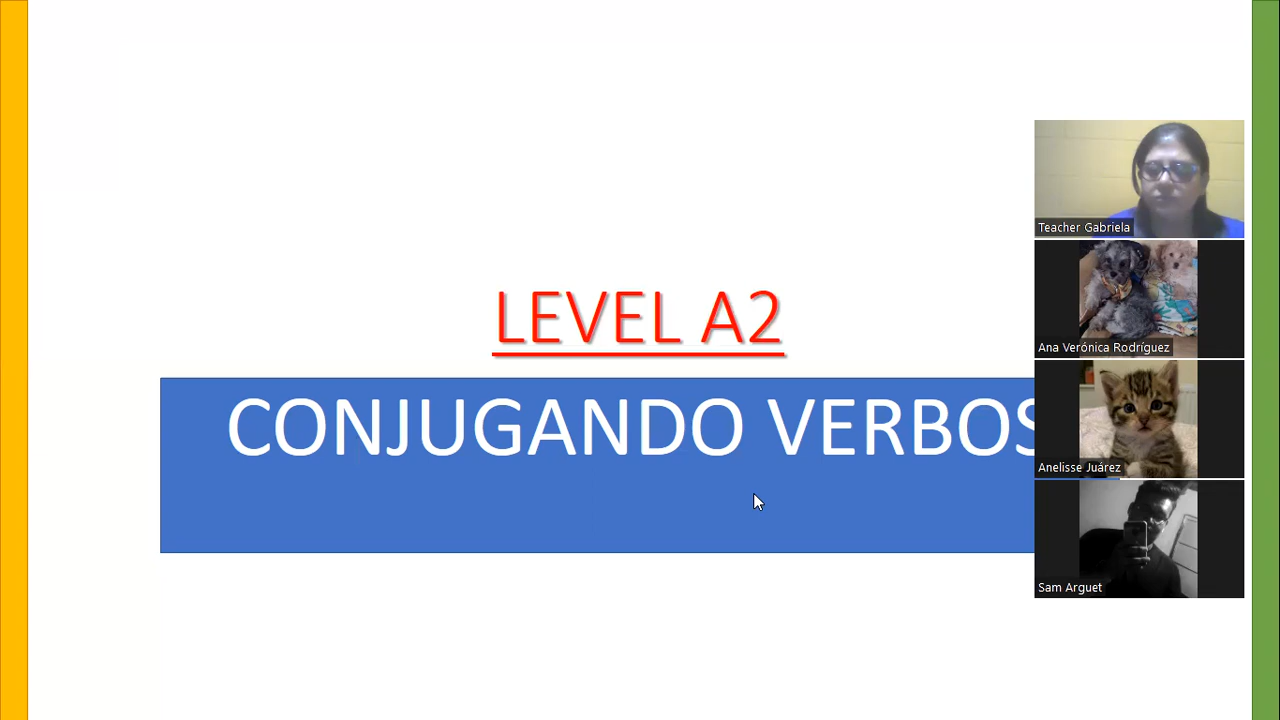 LEVEL A2
CONJUGANDO VERBOS
Teacher Gabriela
Ana Verónica Rodríguez
Anelisse Juárez
Sam Arguet